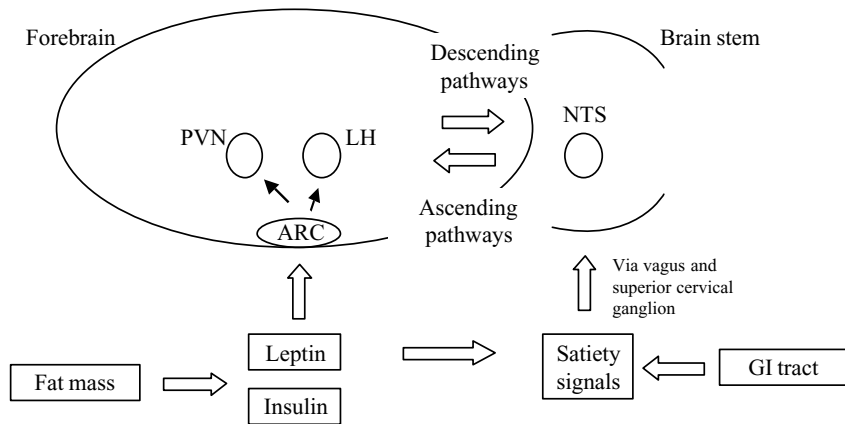 Forebrain
Brain stem
Descending
pathways
PVN
LH
NTS
ARC
Ascending
pathways
Via vagus and
superior cervical
ganglion
Leptin
Fat mass
Insulin
Satiety
signals
GI tract